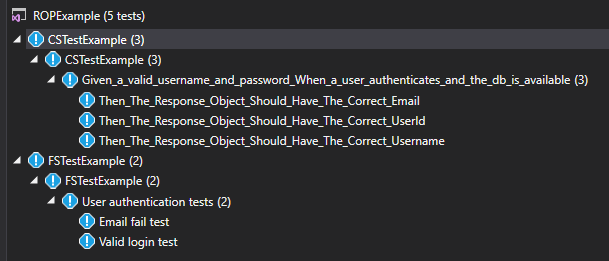 ROPExample (5 tests)
CSTestExample (3)
CSTestExample (3)
Given_a_valid_username_and_password_When_a_user_authenticates_and_the_db_is_available (3)
Then_The_Response_Object_Should_Have_The_Correct_Email
Then_The_Response_Object_Should_Have_The_Correct_UserId
Then_The_Response_Object_Should_Have_The_Correct_Username
FSTestExample (2)
FSTestExample (2)
User authentication tests (2)
Email fail test
Valid login test